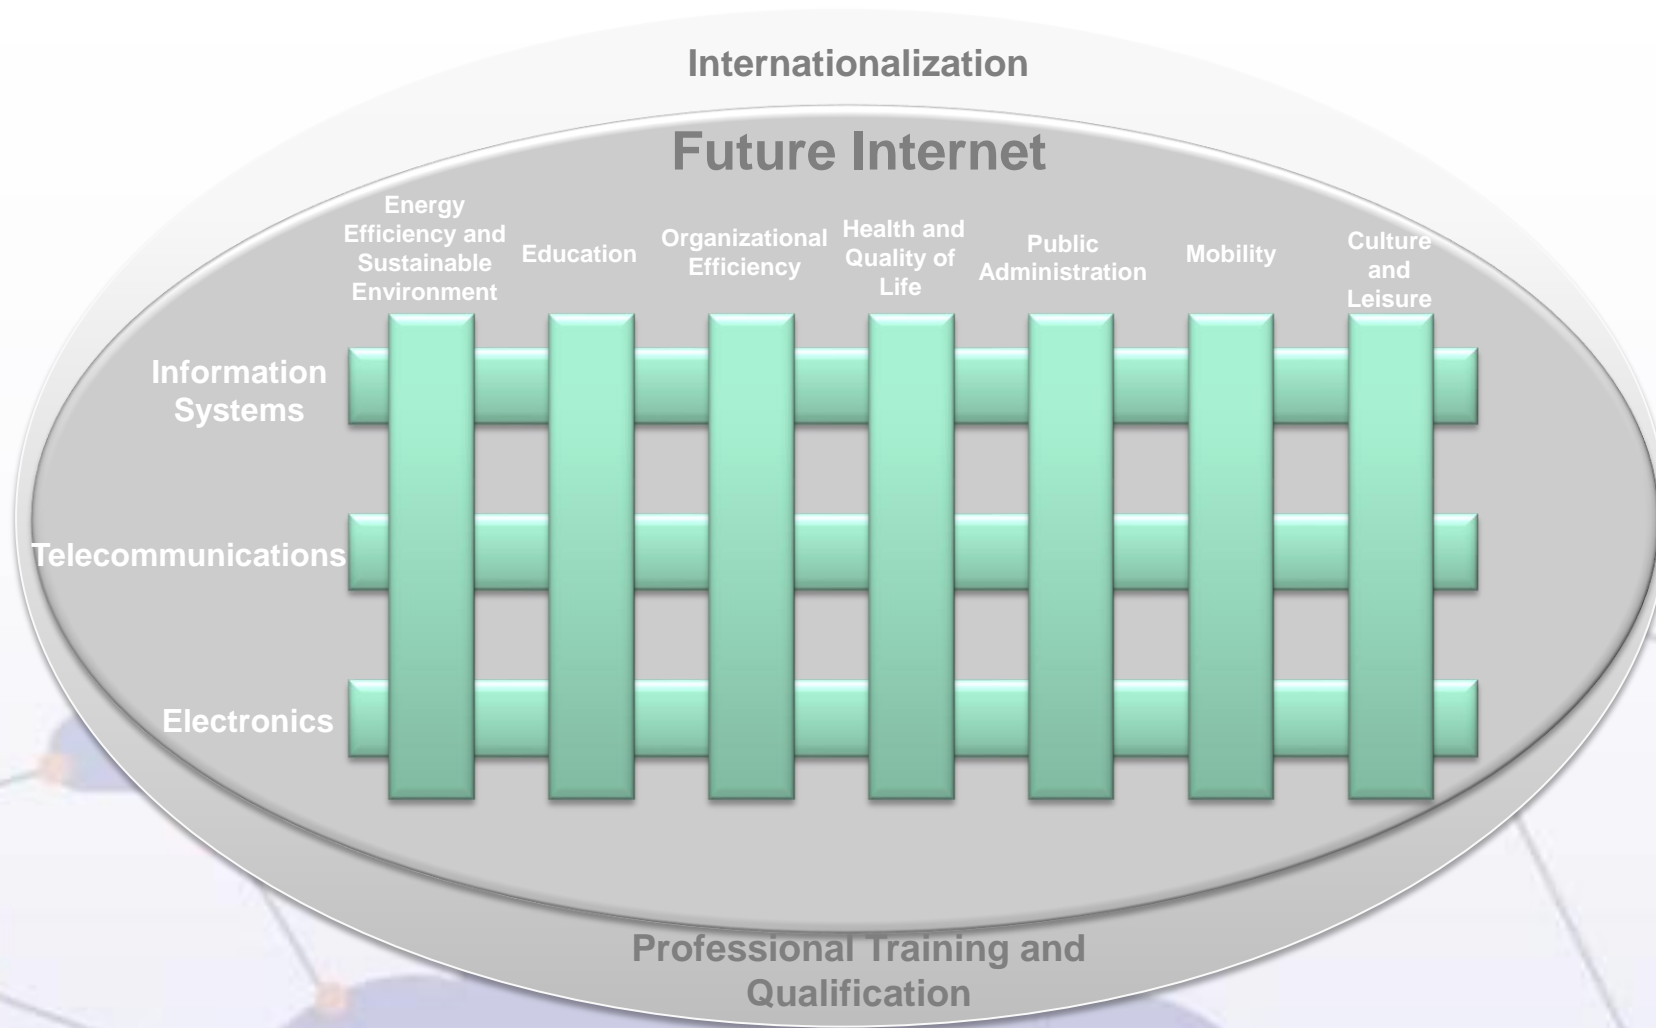 Internationalization
Future Internet
Energy
Efficiency and
Sustainable
Environment
Education
Organizational
Efficiency
Health and
Quality of
Life
Public
Administration
Mobility
Culture
and
Leisure
Information
Systems
Telecommunications
Electronics
Professional Training and
Qualification